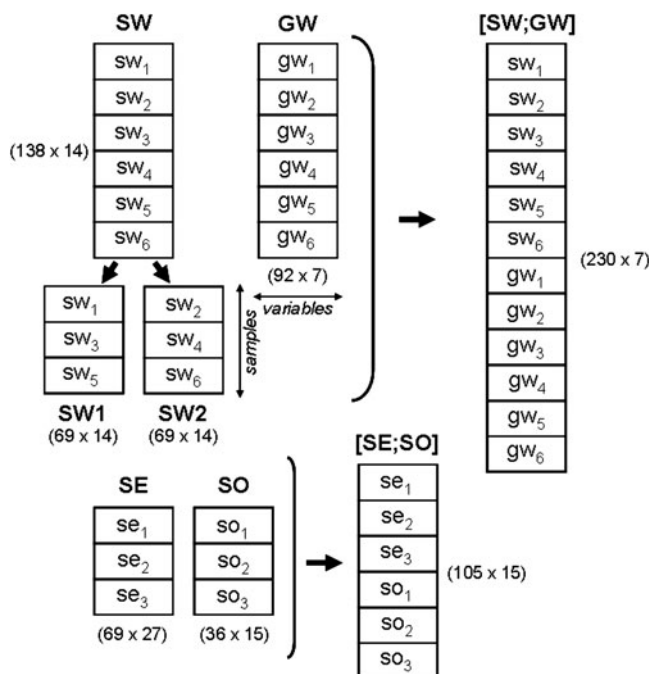 SW
GW
[SW;GW]
sw1
sw2
sw3
sw4
sw5
sw6
(138 x 14)
gw1
gw2
gw3
gw4
gw5
gw6
(92 x 7)
variables
samples
sw1
sw3
sw5
SW1
(69 x 14)
sw2
sw4
sw6
SW2
(69 x 14)
sw1
sw2
sw3
sw4
sw5
sw6
gw1
gw2
gw3
gw4
gw5
gw6
(230 x 7)
SE
SO
[SE;SO]
se1
se2
se3
(69 x 27)
so1
so2
so3
(36 x 15)
se1
se2
se3
so1
so2
so3
(105 x 15)